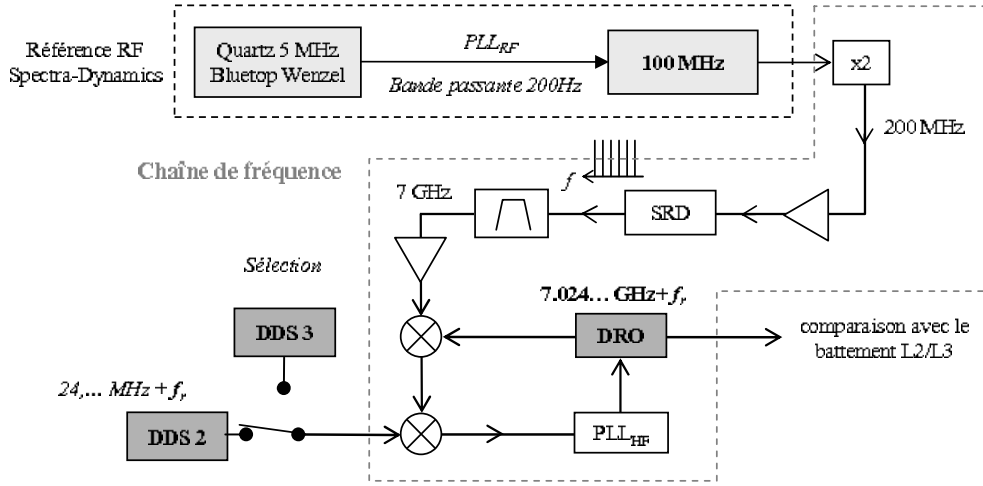 Référence RF
Spectra-Dynamics
Quartz 5 MHz
Bluetop Wenzel
PLL_RF
Bande passante 200Hz
100 MHz
x2
200 MHz
Chaîne de fréquence
f
7 GHz
SRD
Sélection
7.024… GHz+ f_r
DDS 3
DRO
comparaison avec le
battement L2/L3
24,… MHz + f_r
DDS 2
PLL_HF